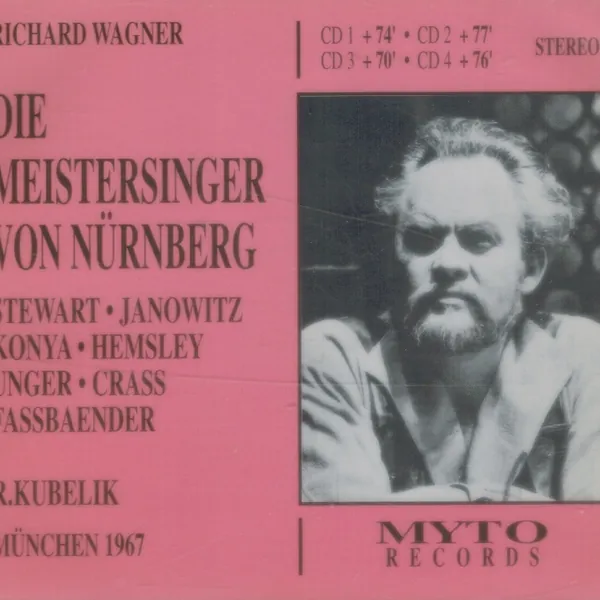 RICHARD WAGNER
CD 1 + 74' • CD 2 + 77'
CD 3 + 70' • CD 4 + 76'
STEREO
DIE
MEISTERSINGER
VON NÜRNBERG
STEWART • JANOWITZ
KONYA • HEMSLEY
UNGER • CRASS
FASSBAENDER
R.KUBELIK
MÜNCHEN 1967
MYTO
RECORDS